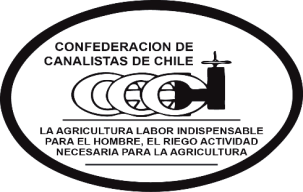 CONFEDERACION DE
CANALISTAS DE CHILE
LA AGRICULTURA LABOR INDISPENSABLE
PARA EL HOMBRE, EL RIEGO ACTIVIDAD
NECESARIA PARA LA AGRICULTURA